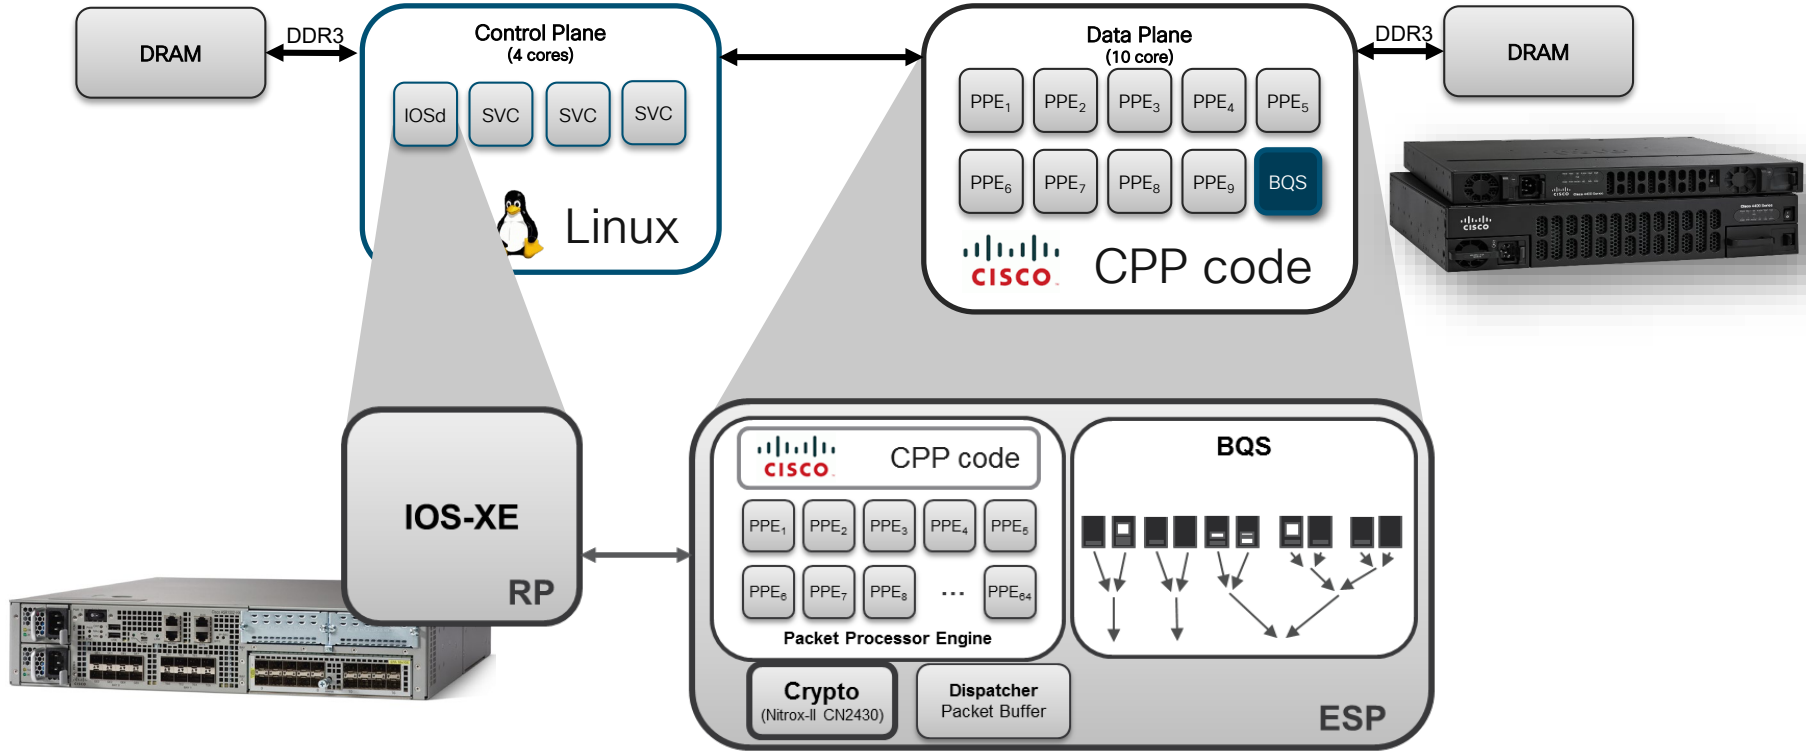 DRAM
DDR3
Control Plane
(4 cores)
IOSd
SVC
SVC
SVC
Linux
Data Plane
(10 core)
PPE1
PPE2
PPE3
PPE4
PPE5
PPE6
PPE7
PPE8
PPE9
BQS
CISCO
CPP code
DDR3
DRAM
CISCO
CISCO
IOS-XE
RP
CISCO
CPP code
PPE1
PPE2
PPE3
PPE4
PPE5
PPE6
PPE7
PPE8
...
PPE64
Packet Processor Engine
BQS
Crypto
(Nitrox-II CN2430)
Dispatcher
Packet Buffer
ESP